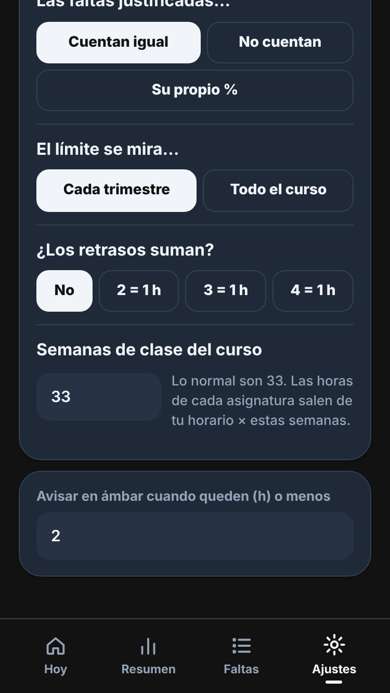 Las faltas justificadas...
Cuentan igual
No cuentan
Su propio %
El límite se mira...
Cada trimestre
Todo el curso
¿Los retrasos suman?
No
2 = 1 h
3 = 1 h
4 = 1 h
Semanas de clase del curso
33
Lo normal son 33. Las horas
de cada asignatura salen de
tu horario × estas semanas.
Avisar en ámbar cuando queden (h) o menos
2
Hoy
Resumen
Faltas
Ajustes